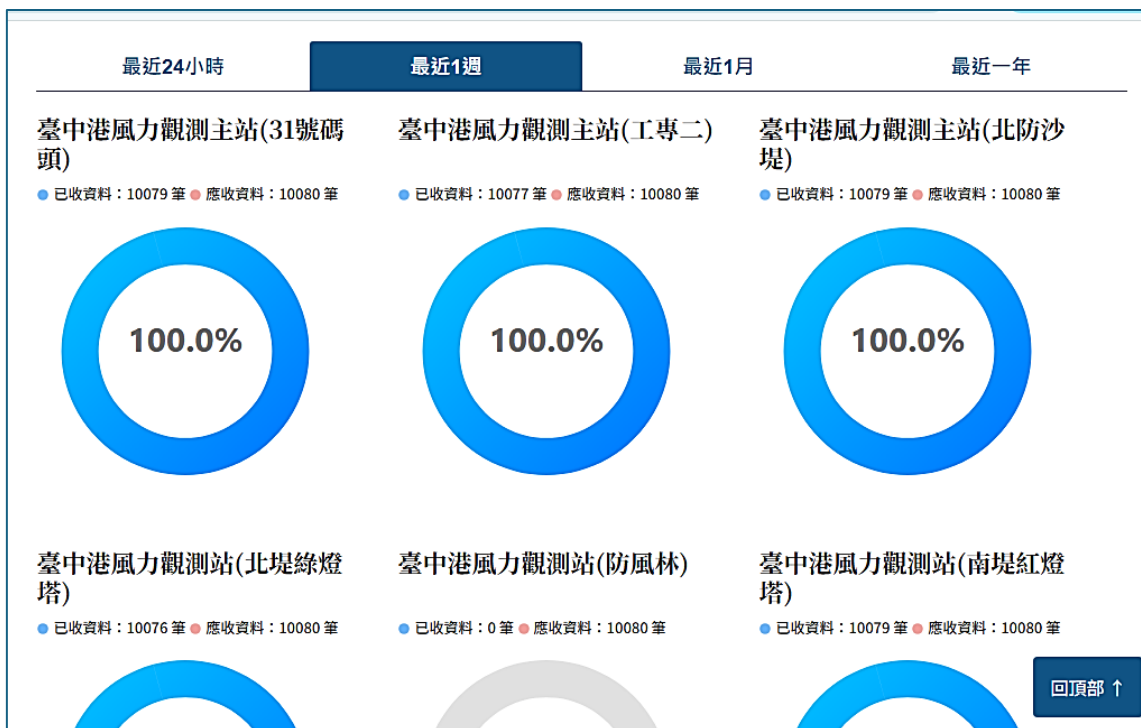 最近24小時
最近1週
最近1月
最近一年
臺中港風力觀測主站(31號碼
頭)
已收資料：10079 筆 應收資料：10080 筆
100.0%
臺中港風力觀測主站(工專二)
已收資料：10077 筆 應收資料：10080 筆
100.0%
臺中港風力觀測主站(北防沙
堤)
已收資料：10079 筆 應收資料：10080 筆
100.0%
臺中港風力觀測站(北堤綠燈
塔)
已收資料：10076 筆 應收資料：10080 筆
臺中港風力觀測站(防風林)
已收資料：0 筆 應收資料：10080 筆
臺中港風力觀測站(南堤紅燈
塔)
已收資料：10079 筆 應收資料：10080 筆
回頂部 ↑